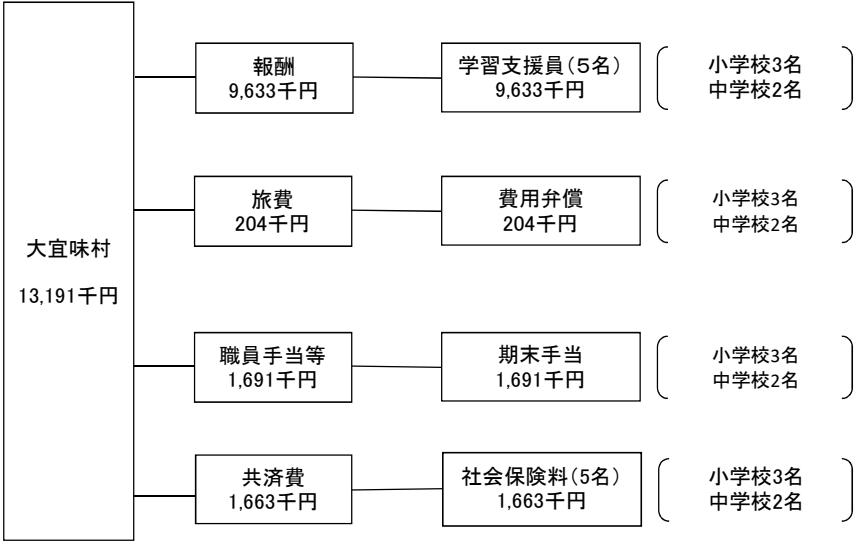 大宜味村
13,191千円
報酬
9,633千円
学習支援員（５名）
9,633千円
小学校3名
中学校2名
旅費
204千円
費用弁償
204千円
小学校3名
中学校2名
職員手当等
1,691千円
期末手当
1,691千円
小学校3名
中学校2名
共済費
1,663千円
社会保険料（5名）
1,663千円
小学校3名
中学校2名